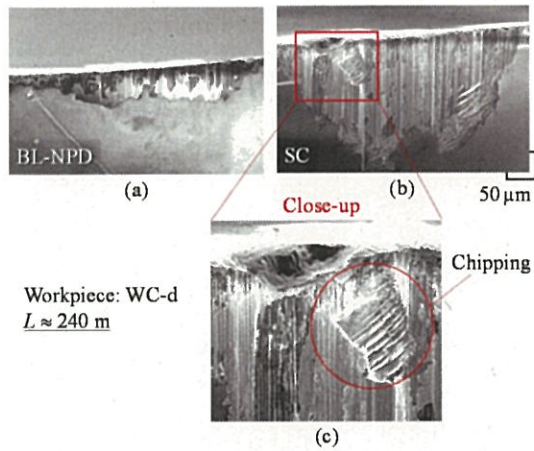 BL-NPD
SC
(a)
(b)
50 μm
Close-up
Chipping
Workpiece: WC-d
L ≈ 240 m
(c)